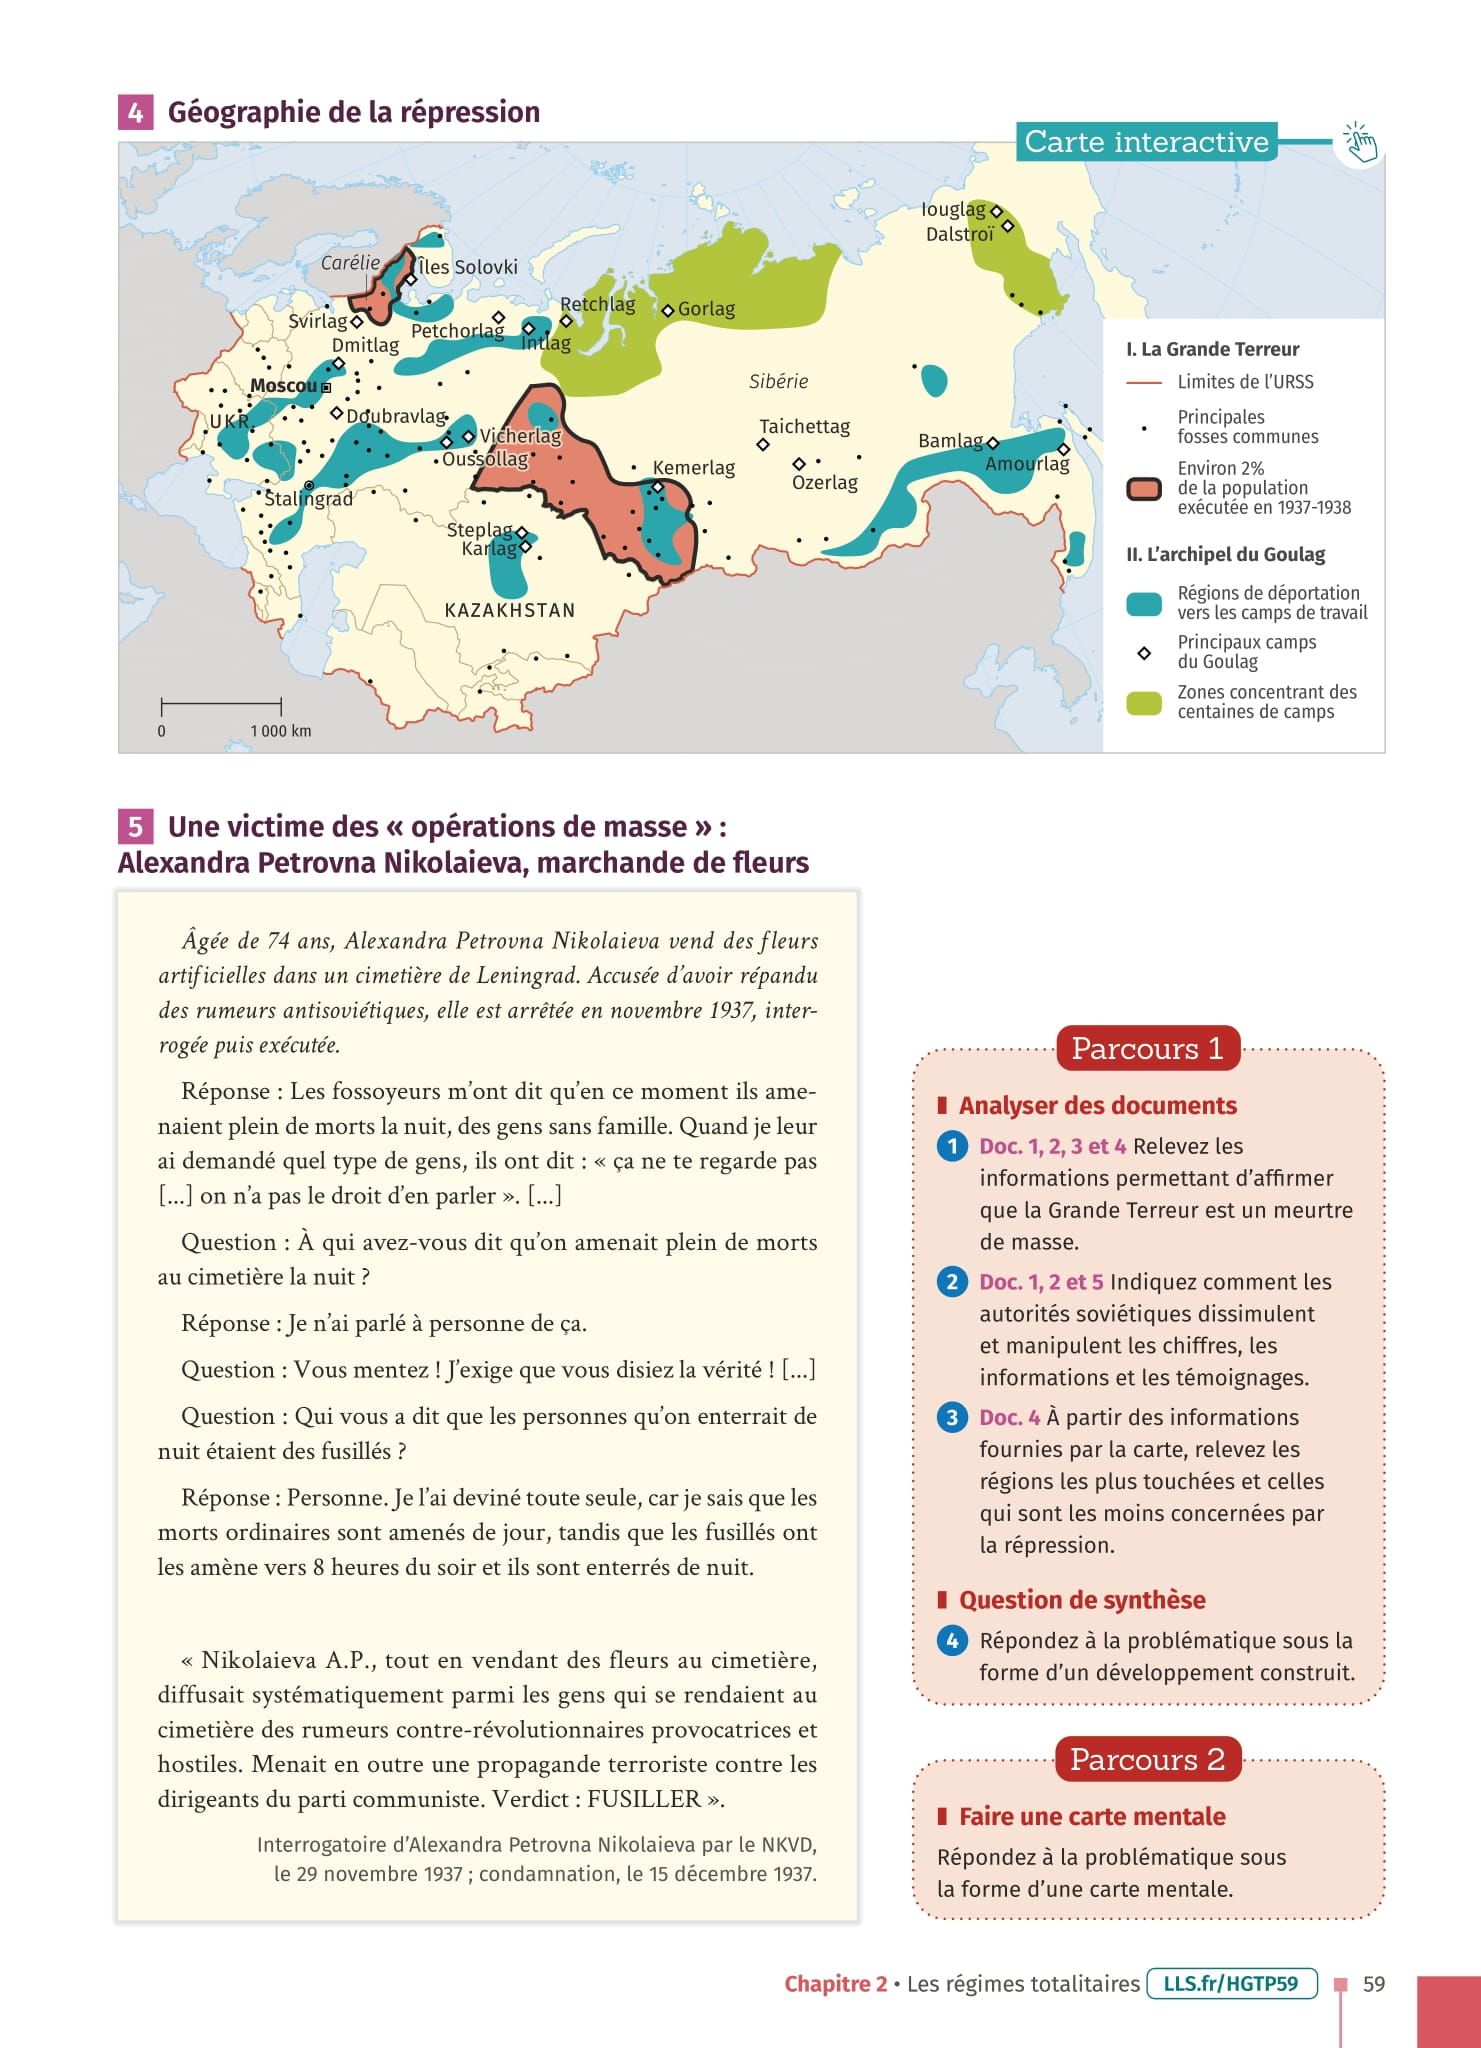 4 Géographie de la répression
Carte interactive
Iouglag
Dalstroï
Carélie
Îles Solovki
Retchlag
Gorlag
Svirlag
Petchorlag
Intlag
Dmitlag
Moscou
Sibérie
UKR.
Doubravlag
Vicherlag
Oussollag
Taichettag
Bamlag
Amourlag
Kemerlag
Ozerlag
Stalingrad
Steplag
Karlag
KAZAKHSTAN
0
1 000 km
I. La Grande Terreur
Limites de l’URSS
Principales
fosses communes
Environ 2%
de la population
exécutée en 1937-1938
II. L’archipel du Goulag
Régions de déportation
vers les camps de travail
Principaux camps
du Goulag
Zones concentrant des
centaines de camps
5 Une victime des « opérations de masse » :
Alexandra Petrovna Nikolaieva, marchande de fleurs
Âgée de 74 ans, Alexandra Petrovna Nikolaieva vend des fleurs
artificielles dans un cimetière de Leningrad. Accusée d’avoir répandu
des rumeurs antisoviétiques, elle est arrêtée en novembre 1937, inter-
rogée puis exécutée.
Réponse : Les fossoyeurs m’ont dit qu’en ce moment ils ame-
naient plein de morts la nuit, des gens sans famille. Quand je leur
ai demandé quel type de gens, ils ont dit : « ça ne te regarde pas
[...] on n’a pas le droit d’en parler ». [...]
Question : À qui avez-vous dit qu’on amenait plein de morts
au cimetière la nuit ?
Réponse : Je n’ai parlé à personne de ça.
Question : Vous mentez ! J’exige que vous disiez la vérité ! [...]
Question : Qui vous a dit que les personnes qu’on enterrait de
nuit étaient des fusillés ?
Réponse : Personne. Je l’ai deviné toute seule, car je sais que les
morts ordinaires sont amenés de jour, tandis que les fusillés ont
les amène vers 8 heures du soir et ils sont enterrés de nuit.
« Nikolaieva A.P., tout en vendant des fleurs au cimetière,
diffusait systématiquement parmi les gens qui se rendaient au
cimetière des rumeurs contre-révolutionnaires provocatrices et
hostiles. Menait en outre une propagande terroriste contre les
dirigeants du parti communiste. Verdict : FUSILLER ».
Interrogatoire d’Alexandra Petrovna Nikolaieva par le NKVD,
le 29 novembre 1937 ; condamnation, le 15 décembre 1937.
Parcours 1
Analyser des documents
1 Doc. 1, 2, 3 et 4 Relevez les
informations permettant d’affirmer
que la Grande Terreur est un meurtre
de masse.
2 Doc. 1, 2 et 5 Indiquez comment les
autorités soviétiques dissimulent
et manipulent les chiffres, les
informations et les témoignages.
3 Doc. 4 À partir des informations
fournies par la carte, relevez les
régions les plus touchées et celles
qui sont les moins concernées par
la répression.
Question de synthèse
4 Répondez à la problématique sous la
forme d’un développement construit.
Parcours 2
Faire une carte mentale
Répondez à la problématique sous
la forme d’une carte mentale.
Chapitre 2 • Les régimes totalitaires LLS.fr/HGTP59 59